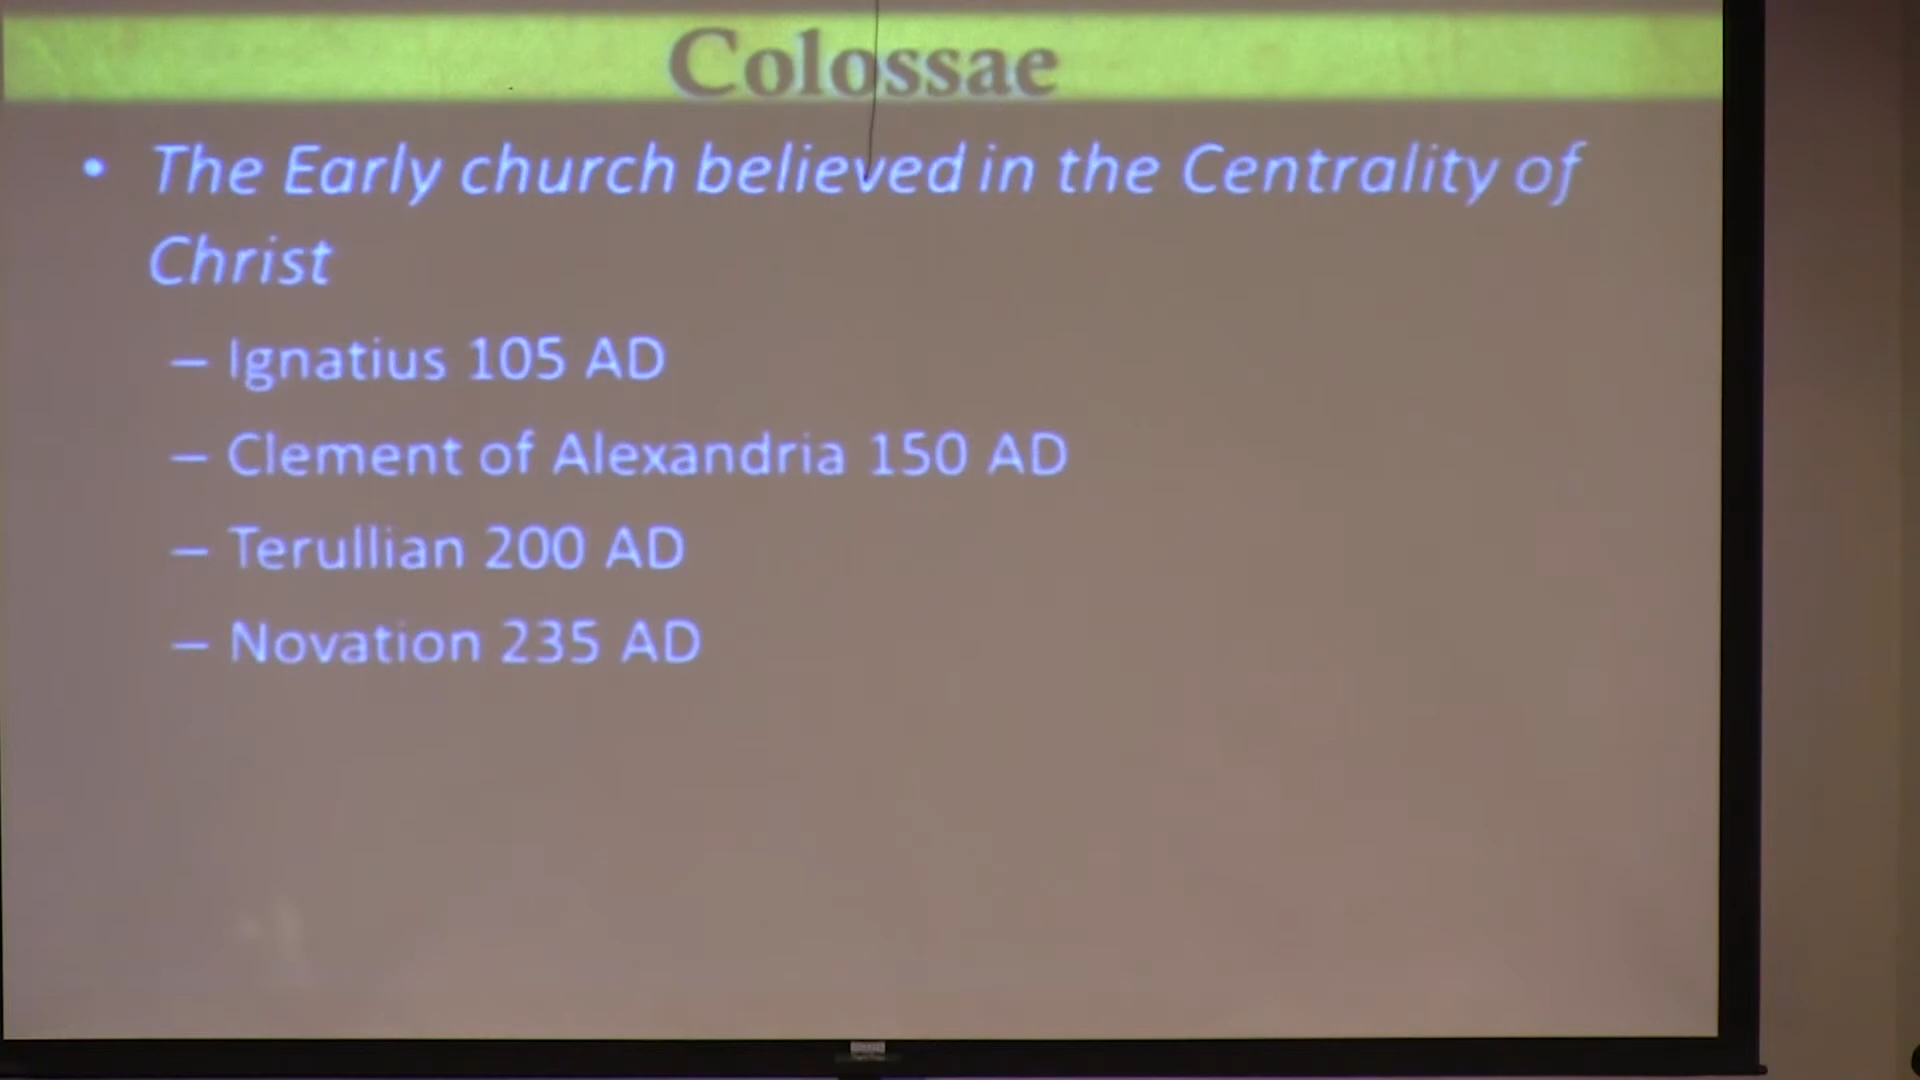 Colossae
• The Early church believed in the Centrality of
Christ
– Ignatius 105 AD
– Clement of Alexandria 150 AD
– Terullian 200 AD
– Novation 235 AD